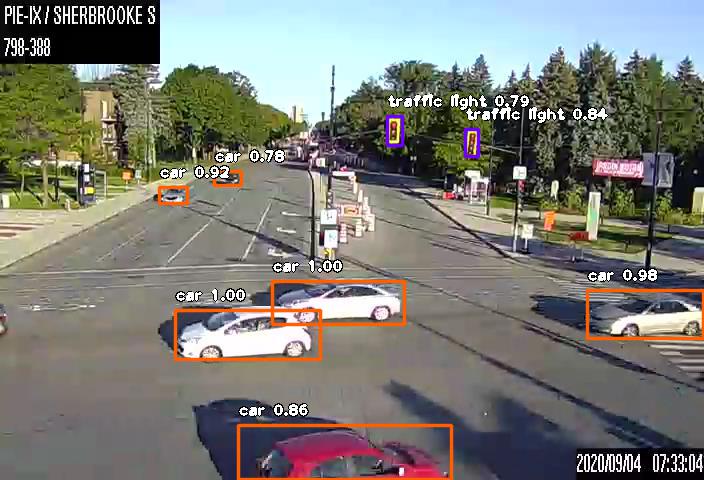 PIE-IX / SHERBROOKE S
798-388
traffic light 0.79
traffic light 0.84
car 0.78
car 0.92
car 1.00
car 0.98
car 1.00
car 0.86
2020/09/04 07:33:04